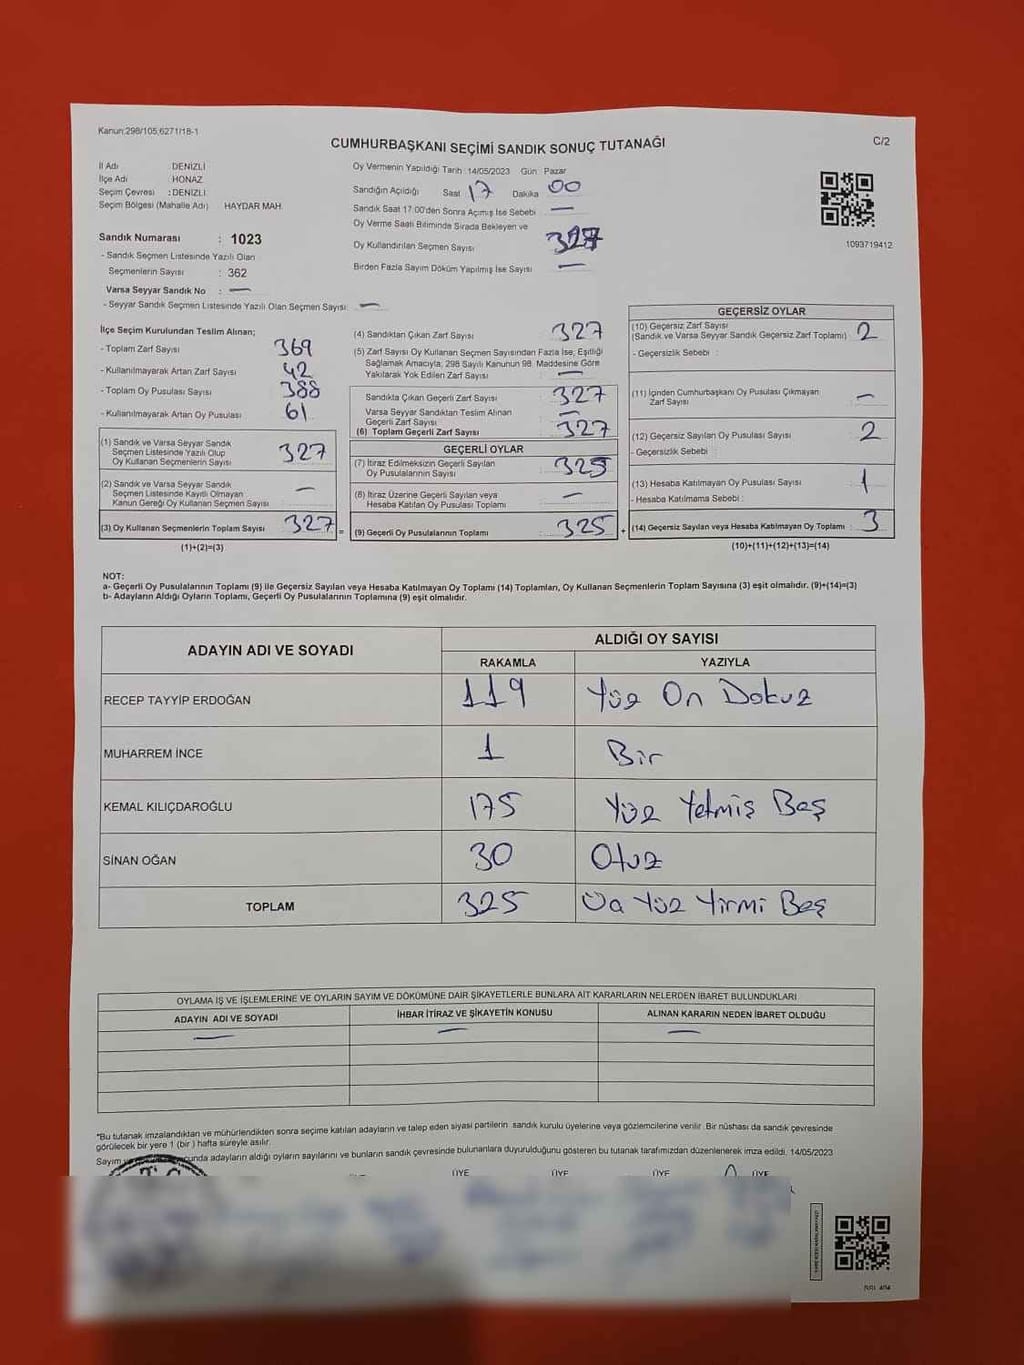 Kanun;298/105;6271/18-1
CUMHURBAŞKANI SEÇİMİ SANDIK SONUÇ TUTANAĞI
C/2
İl Adı : DENİZLİ
İlçe Adı HONAZ
Seçim Çevresi : DENİZLİ
Seçim Bölgesi (Mahalle Adı) HAYDAR MAH.
Oy Vermenin Yapıldığı Tarih :14/05/2023 Gün : Pazar
Sandığın Açıldığı Saat 17 Dakika 00
Sandık Saat 17.00'den Sonra Açımış İse Sebebi : —
Oy Verme Saati Bitiminde Sırada Bekleyen ve
Oy Kullandırılan Seçmen Sayısı 327
Birden Fazla Sayım Döküm Yapılmış İse Sayısı : —
1093719412
Sandık Numarası : 1023
- Sandık Seçmen Listesinde Yazılı Olan
Seçmenlerin Sayısı : 362
Varsa Seyyar Sandık No : —
- Seyyar Sandık Seçmen Listesinde Yazılı Olan Seçmen Sayısı: —
İlçe Seçim Kurulundan Teslim Alınan;
- Toplam Zarf Sayısı : 369
- Kullanılmayarak Artan Zarf Sayısı : 42
- Toplam Oy Pusulası Sayısı : 388
- Kullanılmayarak Artan Oy Pusulası : 61
(1) Sandık ve Varsa Seyyar Sandık
Seçmen Listesinde Yazılı Olup
Oy Kullanan Seçmenlerin Sayısı : 327
(2) Sandık ve Varsa Seyyar Sandık
Seçmen Listesinde Kayıtlı Olmayan
Kanun Gereği Oy Kullanan Seçmen Sayısı : —
(3) Oy Kullanan Seçmenlerin Toplam Sayısı : 327 =
(1)+(2)=(3)
(4) Sandıktan Çıkan Zarf Sayısı : 327
(5) Zarf Sayısı Oy Kullanan Seçmen Sayısından Fazla İse, Eşitliği
Sağlamak Amacıyla, 298 Sayılı Kanunun 98. Maddesine Göre
Yakılarak Yok Edilen Zarf Sayısı : —
Sandıkta Çıkan Geçerli Zarf Sayısı : 327
Varsa Seyyar Sandıktan Teslim Alınan
Geçerli Zarf Sayısı : —
(6) Toplam Geçerli Zarf Sayısı : 327
GEÇERLİ OYLAR
(7) İtiraz Edilmeksizin Geçerli Sayılan
Oy Pusulalarının Sayısı : 325
(8) İtiraz Üzerine Geçerli Sayılan veya
Hesaba Katılan Oy Pusulası Toplamı : —
(9) Geçerli Oy Pusulalarının Toplamı : 325 +
GEÇERSİZ OYLAR
(10) Geçersiz Zarf Sayısı
(Sandık ve Varsa Seyyar Sandık Geçersiz Zarf Toplamı) : 2
- Geçersizlik Sebebi :
(11) İçinden Cumhurbaşkanı Oy Pusulası Çıkmayan
Zarf Sayısı : —
(12) Geçersiz Sayılan Oy Pusulası Sayısı : 2
- Geçersizlik Sebebi :
(13) Hesaba Katılmayan Oy Pusulası Sayısı : 1
- Hesaba Katılmama Sebebi :
(14) Geçersiz Sayılan veya Hesaba Katılmayan Oy Toplamı : 3
(10)+(11)+(12)+(13)=(14)
NOT:
a- Geçerli Oy Pusulalarının Toplamı (9) ile Geçersiz Sayılan veya Hesaba Katılmayan Oy Toplamı (14) Toplamları, Oy Kullanan Seçmenlerin Toplam Sayısına (3) eşit olmalıdır. (9)+(14)=(3)
b- Adayların Aldığı Oyların Toplamı, Geçerli Oy Pusulalarının Toplamına (9) eşit olmalıdır.
ADAYIN ADI VE SOYADI
ALDIĞI OY SAYISI
RAKAMLA YAZIYLA
RECEP TAYYİP ERDOĞAN 119 Yüz On Dokuz
MUHARREM İNCE 1 Bir
KEMAL KILIÇDAROĞLU 175 Yüz Yetmiş Beş
SİNAN OĞAN 30 Otuz
TOPLAM 325 Üç Yüz Yirmi Beş
OYLAMA İŞ VE İŞLEMLERİNE VE OYLARIN SAYIM VE DÖKÜMÜNE DAİR ŞİKAYETLERLE BUNLARA AİT KARARLARIN NELERDEN İBARET BULUNDUKLARI
ADAYIN ADI VE SOYADI İHBAR İTİRAZ VE ŞİKAYETİN KONUSU ALINAN KARARIN NEDEN İBARET OLDUĞU
— — —
*Bu tutanak imzalandıktan ve mühürlendikten sonra seçime katılan adayların ve talep eden siyasi partilerin sandık kurulu üyelerine veya gözlemcilerine verilir. Bir nüshası da sandık çevresinde
görülecek bir yere 1 (bir) hafta süreyle asılır.
Sayım adayların aldığı oyların sayılarını ve bunların sandık çevresinde bulunanlara duyurulduğunu gösteren bu tutanak tarafımızdan düzenlenerek imza edildi. 14/05/2023
T.C.
ÜYE ÜYE ÜYE ÜYE